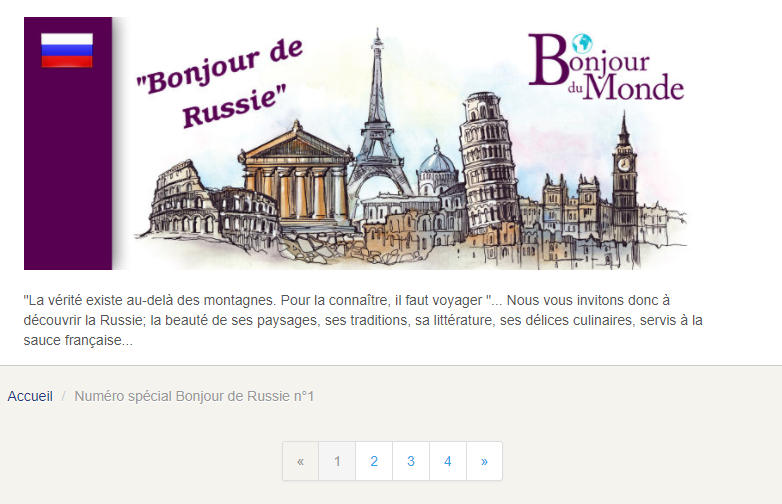 "Bonjour de
Russie"
Bonjour
du Monde
"La vérité existe au-delà des montagnes. Pour la connaître, il faut voyager "... Nous vous invitons donc à
découvrir la Russie; la beauté de ses paysages, ses traditions, sa littérature, ses délices culinaires, servis à la
sauce française...
Accueil / Numéro spécial Bonjour de Russie n°1
« 1 2 3 4 »